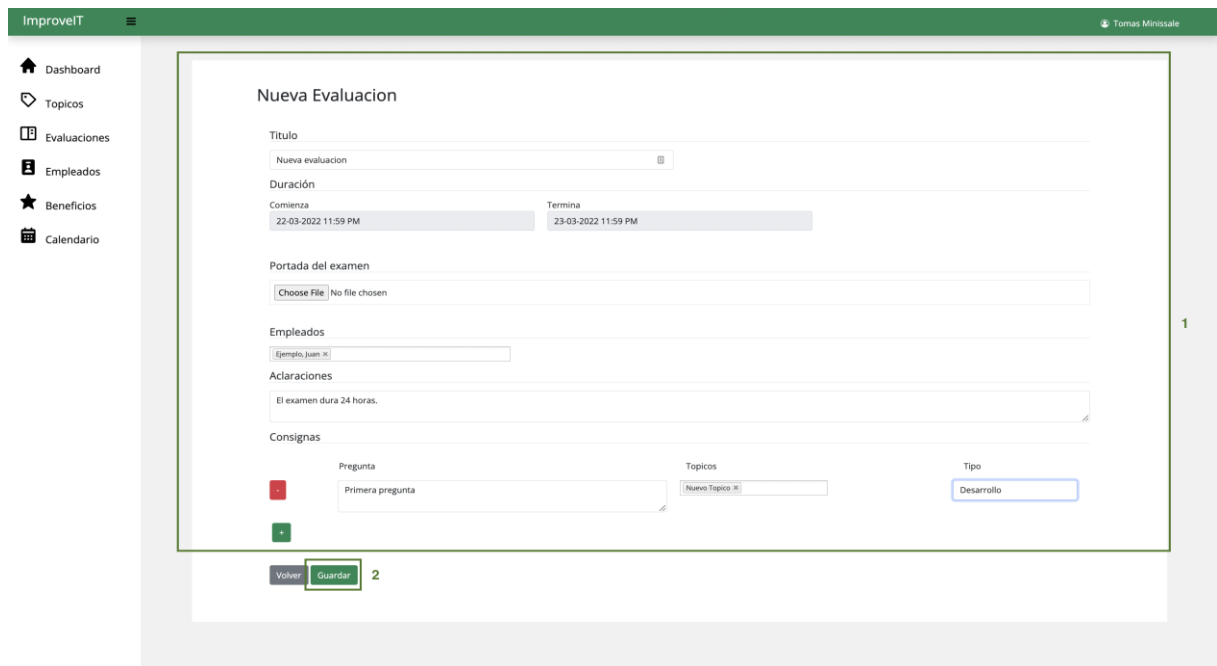 ImproveIT
Tomas Minissale
Dashboard
Topicos
Evaluaciones
Empleados
Beneficios
Calendario
Nueva Evaluacion
Titulo
Nueva evaluacion
Duración
Comienza Termina
22-03-2022 11:59 PM 23-03-2022 11:59 PM
Portada del examen
Choose File No file chosen
1
Empleados
Ejemplo, Juan ×
Aclaraciones
El examen dura 24 horas.
Consignas
Pregunta Topicos Tipo
- Primera pregunta Nuevo Topico × Desarrollo
+
Volver Guardar 2